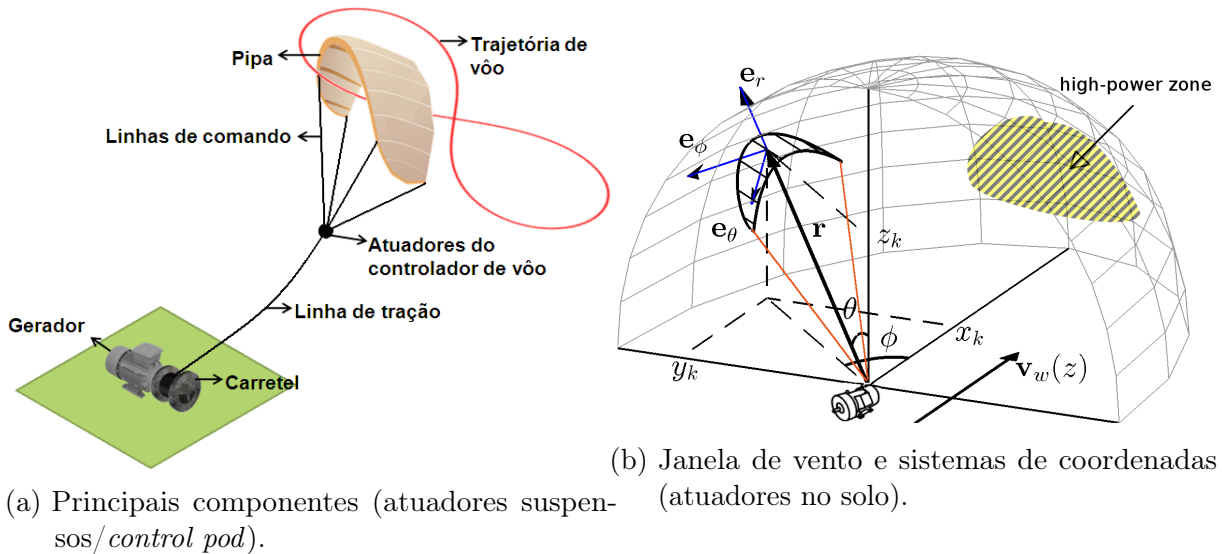 Trajetória de
vôo
Pipa
Linhas de comando
Atuadores do
controlador de vôo
Linha de tração
Gerador
Carretel
(a) Principais componentes (atuadores suspen-
sos/control pod).
high-power zone
e_r
e_ϕ
e_θ
r
z_k
θ
ϕ
x_k
y_k
v_w(z)
(b) Janela de vento e sistemas de coordenadas
(atuadores no solo).